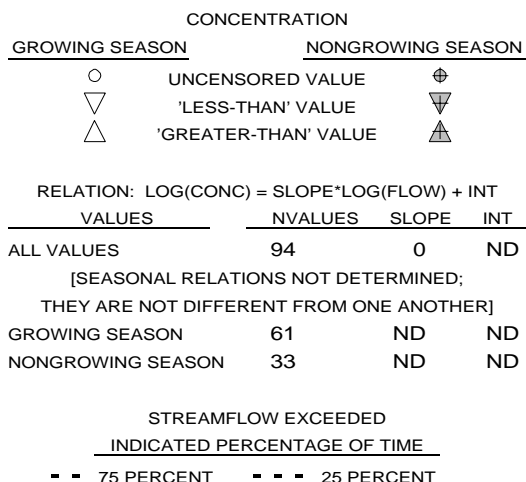 CONCENTRATION
GROWING SEASON NONGROWING SEASON
UNCENSORED VALUE
'LESS-THAN' VALUE
'GREATER-THAN' VALUE
RELATION: LOG(CONC) = SLOPE*LOG(FLOW) + INT
VALUES NVALUES SLOPE INT
ALL VALUES 94 0 ND
[SEASONAL RELATIONS NOT DETERMINED;
THEY ARE NOT DIFFERENT FROM ONE ANOTHER]
GROWING SEASON 61 ND ND
NONGROWING SEASON 33 ND ND
STREAMFLOW EXCEEDED
INDICATED PERCENTAGE OF TIME
75 PERCENT 25 PERCENT